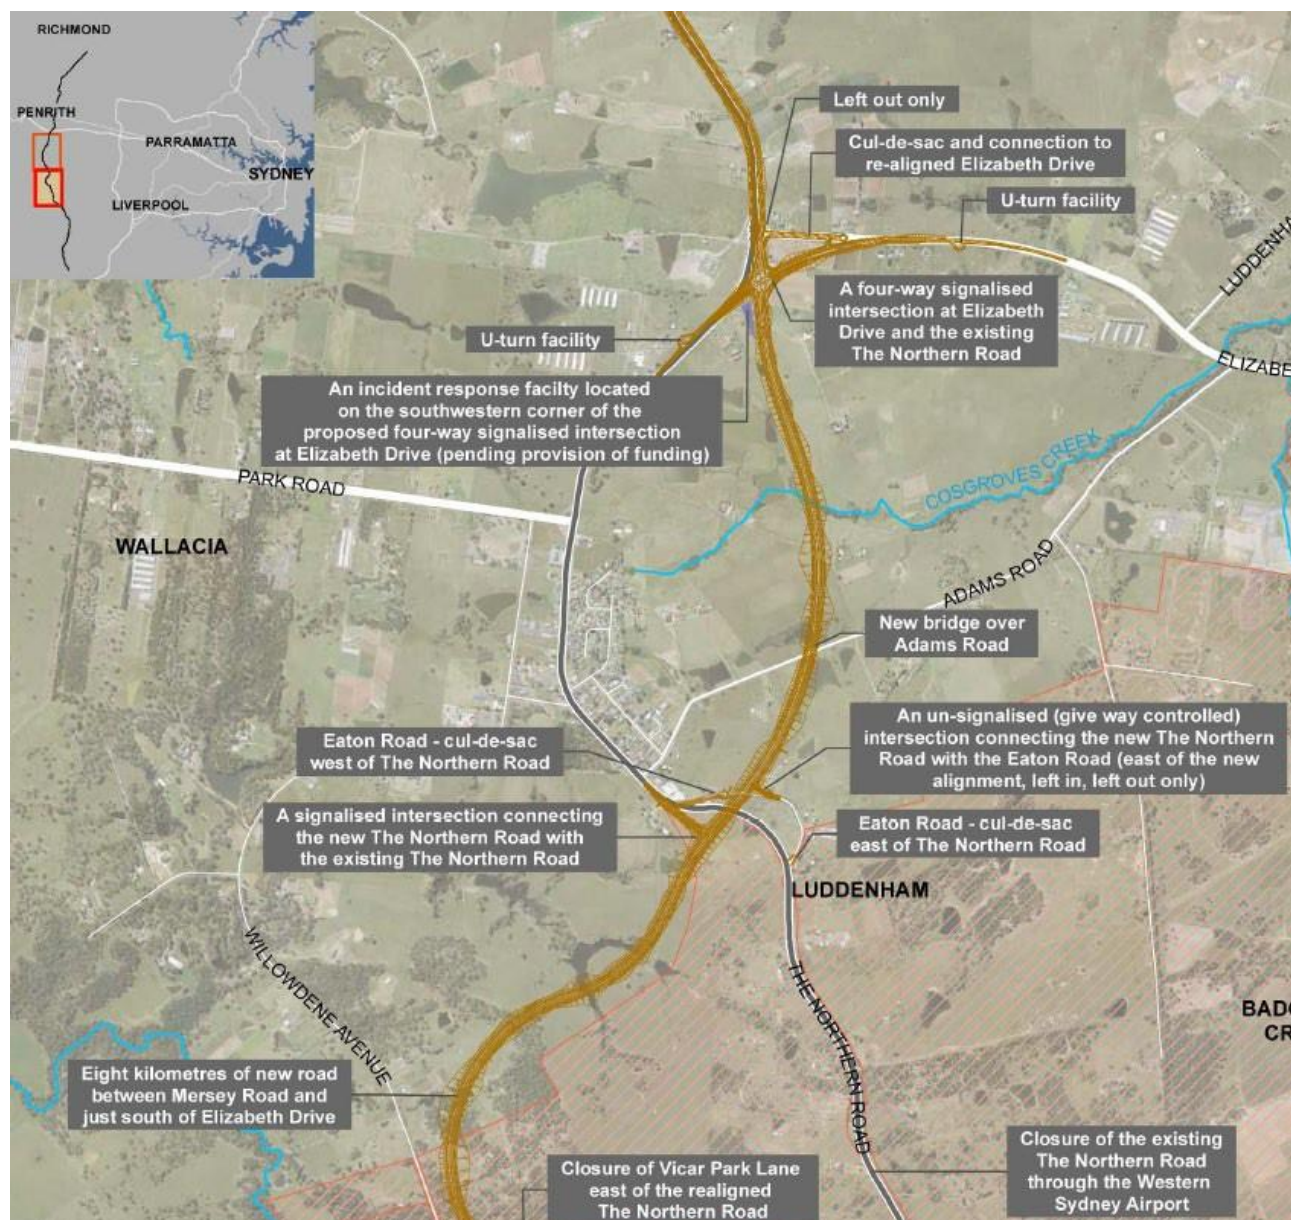 RICHMOND
PENRITH
PARRAMATTA
SYDNEY
LIVERPOOL
Left out only
Cul-de-sac and connection to
re-aligned Elizabeth Drive
U-turn facility
LUDDENHA
A four-way signalised
intersection at Elizabeth
Drive and the existing
The Northern Road
U-turn facility
ELIZABE
An incident response facilty located
on the southwestern corner of the
proposed four-way signalised intersection
at Elizabeth Drive (pending provision of funding)
PARK ROAD
COSGROVES CREEK
WALLACIA
ADAMS ROAD
New bridge over
Adams Road
Eaton Road - cul-de-sac
west of The Northern Road
An un-signalised (give way controlled)
intersection connecting the new The Northern
Road with the Eaton Road (east of the new
alignment, left in, left out only)
A signalised intersection connecting
the new The Northern Road with
the existing The Northern Road
Eaton Road - cul-de-sac
east of The Northern Road
LUDDENHAM
WILLOWDENE AVENUE
THE NORTHERN ROAD
BADG
CR
Eight kilometres of new road
between Mersey Road and
just south of Elizabeth Drive
Closure of Vicar Park Lane
east of the realigned
The Northern Road
Closure of the existing
The Northern Road
through the Western
Sydney Airport